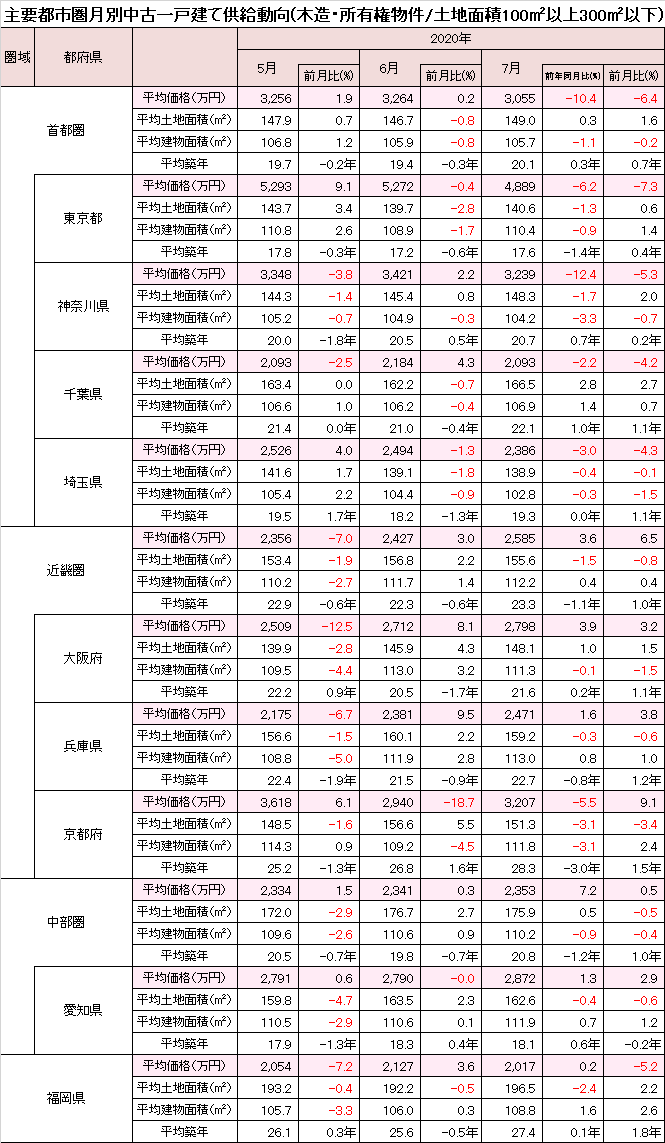 主要都市圏月別中古一戸建て供給動向(木造・所有権物件/土地面積100㎡以上300㎡以下)
圏域 都府県 2020年
5月 前月比(%) 6月 前月比(%) 7月 前年同月比(%) 前月比(%)
首都圏
平均価格(万円) 3,256 1.9 3,264 0.2 3,055 -10.4 -6.4
平均土地面積(㎡) 147.9 0.7 146.7 -0.8 149.0 0.3 1.6
平均建物面積(㎡) 106.8 1.2 105.9 -0.8 105.7 -1.1 -0.2
平均築年 19.7 -0.2年 19.4 -0.3年 20.1 0.3年 0.7年
東京都
平均価格(万円) 5,293 9.1 5,272 -0.4 4,889 -6.2 -7.3
平均土地面積(㎡) 143.7 3.4 139.7 -2.8 140.6 -1.3 0.6
平均建物面積(㎡) 110.8 2.6 108.9 -1.7 110.4 -0.9 1.4
平均築年 17.8 -0.3年 17.2 -0.6年 17.6 -1.4年 0.4年
神奈川県
平均価格(万円) 3,348 -3.8 3,421 2.2 3,239 -12.4 -5.3
平均土地面積(㎡) 144.3 -1.4 145.4 0.8 148.3 -1.7 2.0
平均建物面積(㎡) 105.2 -0.7 104.9 -0.3 104.2 -3.3 -0.7
平均築年 20.0 -1.8年 20.5 0.5年 20.7 0.7年 0.2年
千葉県
平均価格(万円) 2,093 -2.5 2,184 4.3 2,093 -2.2 -4.2
平均土地面積(㎡) 163.4 0.0 162.2 -0.7 166.5 2.8 2.7
平均建物面積(㎡) 106.6 1.0 106.2 -0.4 106.9 1.4 0.7
平均築年 21.4 0.0年 21.0 -0.4年 22.1 1.0年 1.1年
埼玉県
平均価格(万円) 2,526 4.0 2,494 -1.3 2,386 -3.0 -4.3
平均土地面積(㎡) 141.6 1.7 139.1 -1.8 138.9 -0.4 -0.1
平均建物面積(㎡) 105.4 2.2 104.4 -0.9 102.8 -0.3 -1.5
平均築年 19.5 1.7年 18.2 -1.3年 19.3 0.0年 1.1年
近畿圏
平均価格(万円) 2,356 -7.0 2,427 3.0 2,585 3.6 6.5
平均土地面積(㎡) 153.4 -1.9 156.8 2.2 155.6 -1.5 -0.8
平均建物面積(㎡) 110.2 -2.7 111.7 1.4 112.2 0.4 0.4
平均築年 22.9 -0.6年 22.3 -0.6年 23.3 -1.1年 1.0年
大阪府
平均価格(万円) 2,509 -12.5 2,712 8.1 2,798 3.9 3.2
平均土地面積(㎡) 139.9 -2.8 145.9 4.3 148.1 1.0 1.5
平均建物面積(㎡) 109.5 -4.4 113.0 3.2 111.3 -0.1 -1.5
平均築年 22.2 0.9年 20.5 -1.7年 21.6 0.2年 1.1年
兵庫県
平均価格(万円) 2,175 -6.7 2,381 9.5 2,471 1.6 3.8
平均土地面積(㎡) 156.6 -1.5 160.1 2.2 159.2 -0.3 -0.6
平均建物面積(㎡) 108.8 -5.0 111.9 2.8 113.0 0.8 1.0
平均築年 22.4 -1.9年 21.5 -0.9年 22.7 -0.8年 1.2年
京都府
平均価格(万円) 3,618 6.1 2,940 -18.7 3,207 -5.5 9.1
平均土地面積(㎡) 148.5 -1.6 156.6 5.5 151.3 -3.1 -3.4
平均建物面積(㎡) 114.3 0.9 109.2 -4.5 111.8 -3.1 2.4
平均築年 25.2 -1.3年 26.8 1.6年 28.3 -3.0年 1.5年
中部圏
平均価格(万円) 2,334 1.5 2,341 0.3 2,353 7.2 0.5
平均土地面積(㎡) 172.0 -2.9 176.7 2.7 175.9 0.5 -0.5
平均建物面積(㎡) 109.6 -2.6 110.6 0.9 110.2 -0.9 -0.4
平均築年 20.5 -0.7年 19.8 -0.7年 20.8 -1.2年 1.0年
愛知県
平均価格(万円) 2,791 0.6 2,790 -0.0 2,872 1.3 2.9
平均土地面積(㎡) 159.8 -4.7 163.5 2.3 162.6 -0.4 -0.6
平均建物面積(㎡) 110.5 -2.9 110.6 0.1 111.9 0.7 1.2
平均築年 17.9 -1.3年 18.3 0.4年 18.1 0.6年 -0.2年
福岡県
平均価格(万円) 2,054 -7.2 2,127 3.6 2,017 0.2 -5.2
平均土地面積(㎡) 193.2 -0.4 192.2 -0.5 196.5 -2.4 2.2
平均建物面積(㎡) 105.7 -3.3 106.0 0.3 108.8 1.6 2.6
平均築年 26.1 0.3年 25.6 -0.5年 27.4 0.1年 1.8年